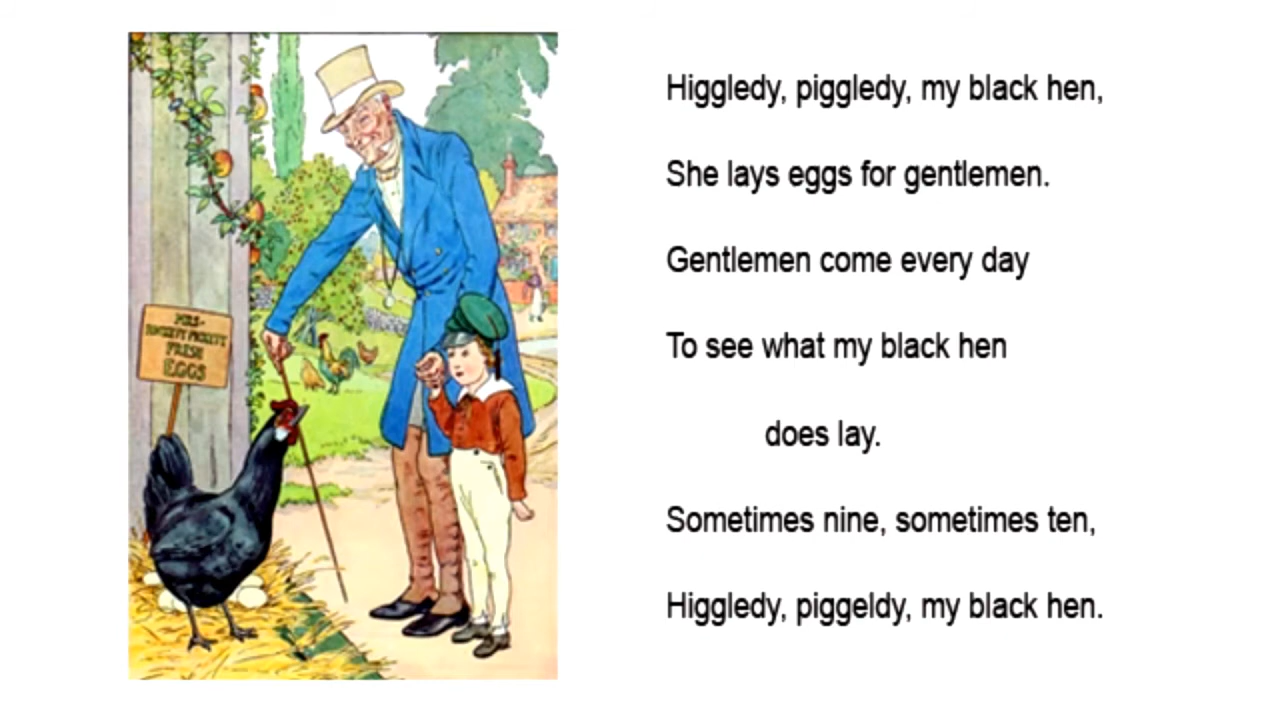 MRS-
FRESH
EGGS
Higgledy, piggledy, my black hen,
She lays eggs for gentlemen.
Gentlemen come every day
To see what my black hen
does lay.
Sometimes nine, sometimes ten,
Higgledy, piggeldy, my black hen.